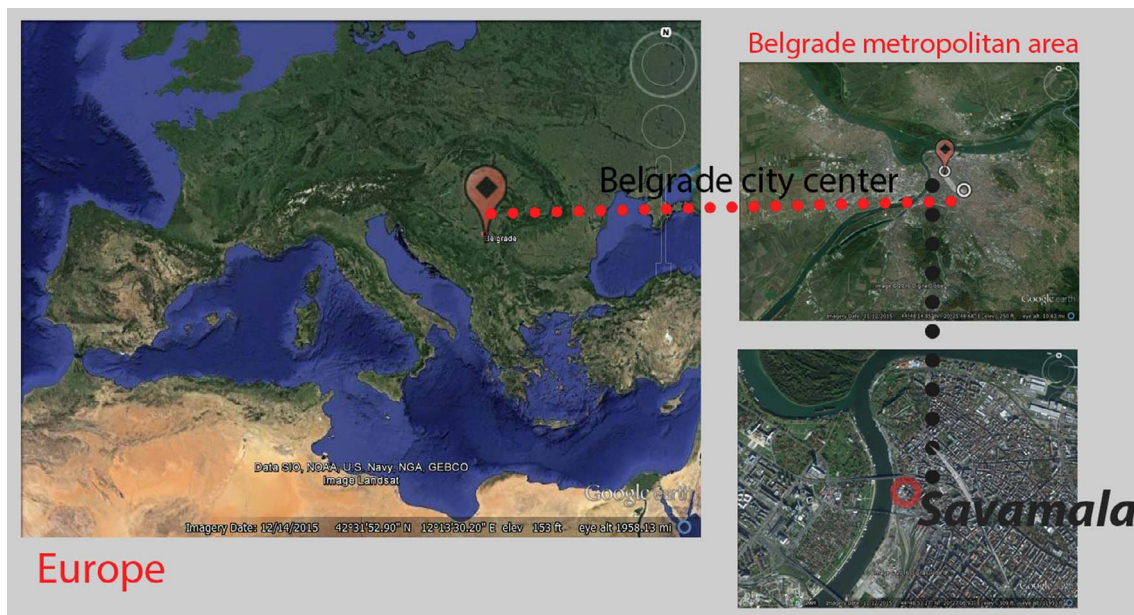 Belgrade metropolitan area
N
Belgrade city center
Belgrade
Google earth
Data SIO, NOAA, U.S. Navy, NGA, GEBCO
Image Landsat
Google earth
Imagery Date: 12/14/2015 42°31'52.90" N 12°13'30.20" E elev 153 ft eye alt 1958.13 mi
Savamala
Europe